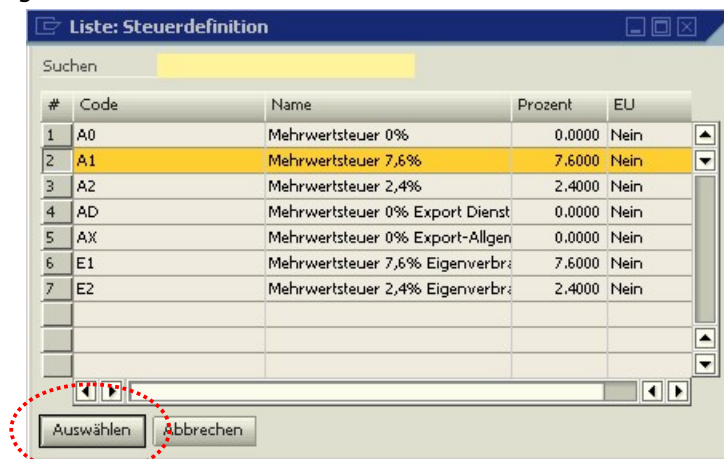 Liste: Steuerdefinition
Suchen
# Code Name Prozent EU
1 A0 Mehrwertsteuer 0% 0.0000 Nein
2 A1 Mehrwertsteuer 7,6% 7.6000 Nein
3 A2 Mehrwertsteuer 2,4% 2.4000 Nein
4 AD Mehrwertsteuer 0% Export Dienst 0.0000 Nein
5 AX Mehrwertsteuer 0% Export-Allgen 0.0000 Nein
6 E1 Mehrwertsteuer 7,6% Eigenverbra 7.6000 Nein
7 E2 Mehrwertsteuer 2,4% Eigenverbra 2.4000 Nein
Auswählen Abbrechen